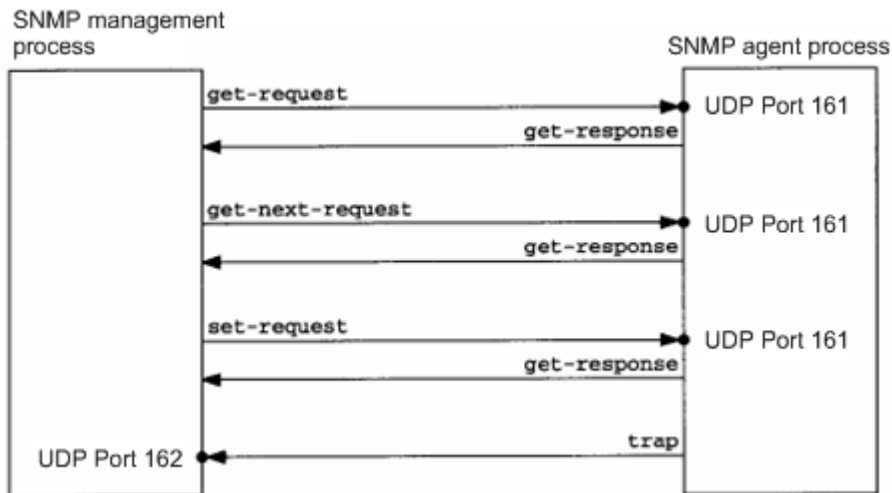 SNMP management
process
SNMP agent process
get-request
UDP Port 161
get-response
get-next-request
UDP Port 161
get-response
set-request
UDP Port 161
get-response
trap
UDP Port 162